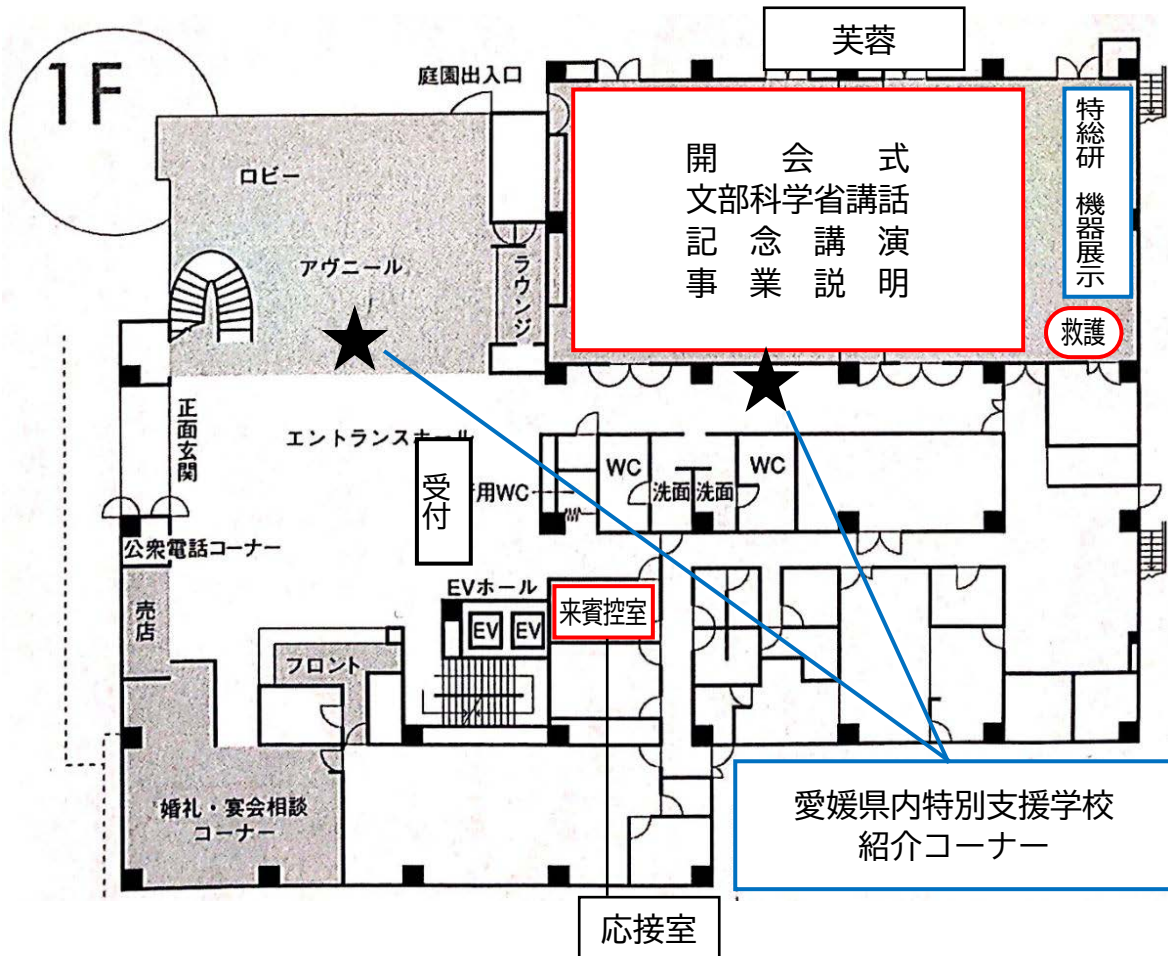 1F
芙蓉
庭園出入口
開会式
文部科学省講話
記念講演
事業説明
特総研 機器展示
救護
ロビー
アヴニール
ラウンジ
正面玄関
エントランスホール
受付
用WC
WC
洗面
洗面
WC
公衆電話コーナー
売店
EVホール
EV
EV
来賓控室
フロント
婚礼・宴会相談
コーナー
愛媛県内特別支援学校
紹介コーナー
応接室